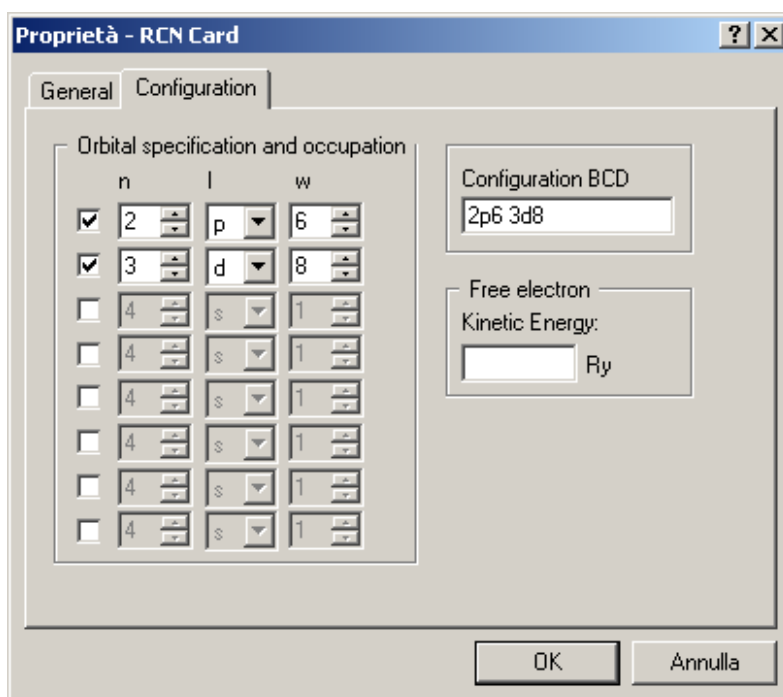 Proprietà - RCN Card
General
Configuration
Orbital specification and occupation
n l w
2 p 6
3 d 8
4 s 1
4 s 1
4 s 1
4 s 1
4 s 1
4 s 1
Configuration BCD
2p6 3d8
Free electron
Kinetic Energy:
Ry
OK
Annulla